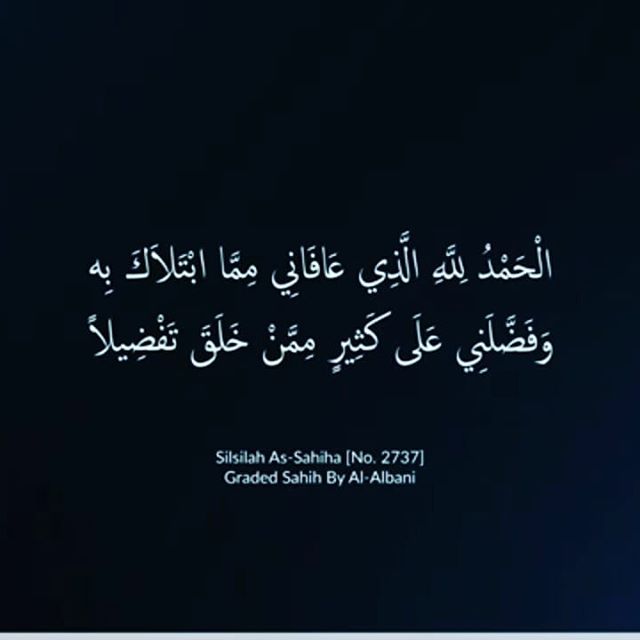 الْحَمْدُ لِلَّهِ الَّذِي عَافَانِي مِمَّا ابْتَلاَكَ بِه
وَفَضَّلَنِي عَلَى كَثِيرٍ مِمَّنْ خَلَقَ تَفْضِيلاً
Silsilah As-Sahiha [No. 2737]
Graded Sahih By Al-Albani